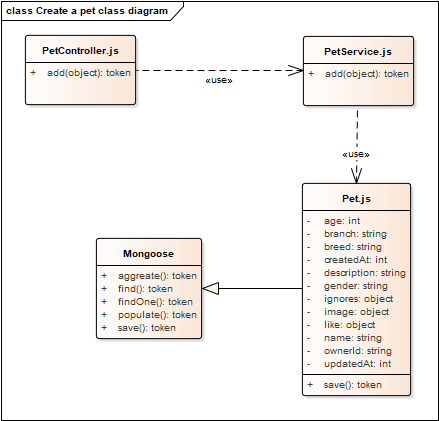 class Create a pet class diagram
PetController.js
+ add(object): token
«use»
PetService.js
+ add(object): token
«use»
Pet.js
- age: int
- branch: string
- breed: string
- createdAt: int
- description: string
- gender: string
- ignores: object
- image: object
- like: object
- name: string
- ownerId: string
- updatedAt: int
+ save(): token
Mongoose
+ aggreate(): token
+ find(): token
+ findOne(): token
+ populate(): token
+ save(): token